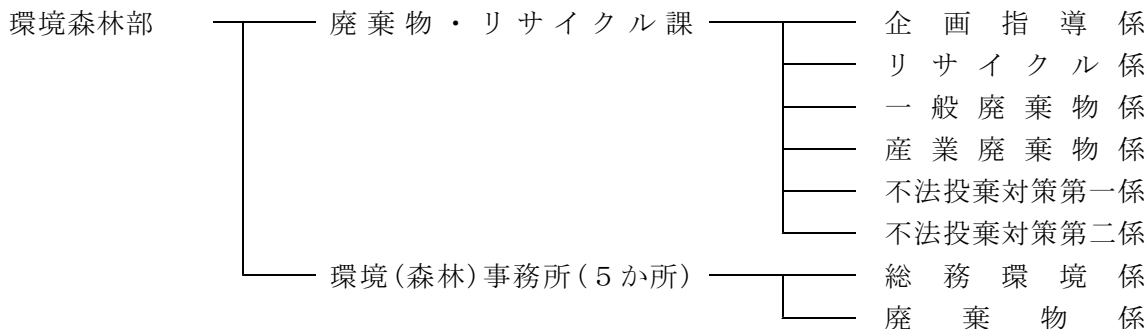 環境森林部 廃棄物・リサイクル課 企画指導係
リサイクル係
一般廃棄物係
産業廃棄物係
不法投棄対策第一係
不法投棄対策第二係
環境(森林)事務所(5か所) 総務環境係
廃棄物係